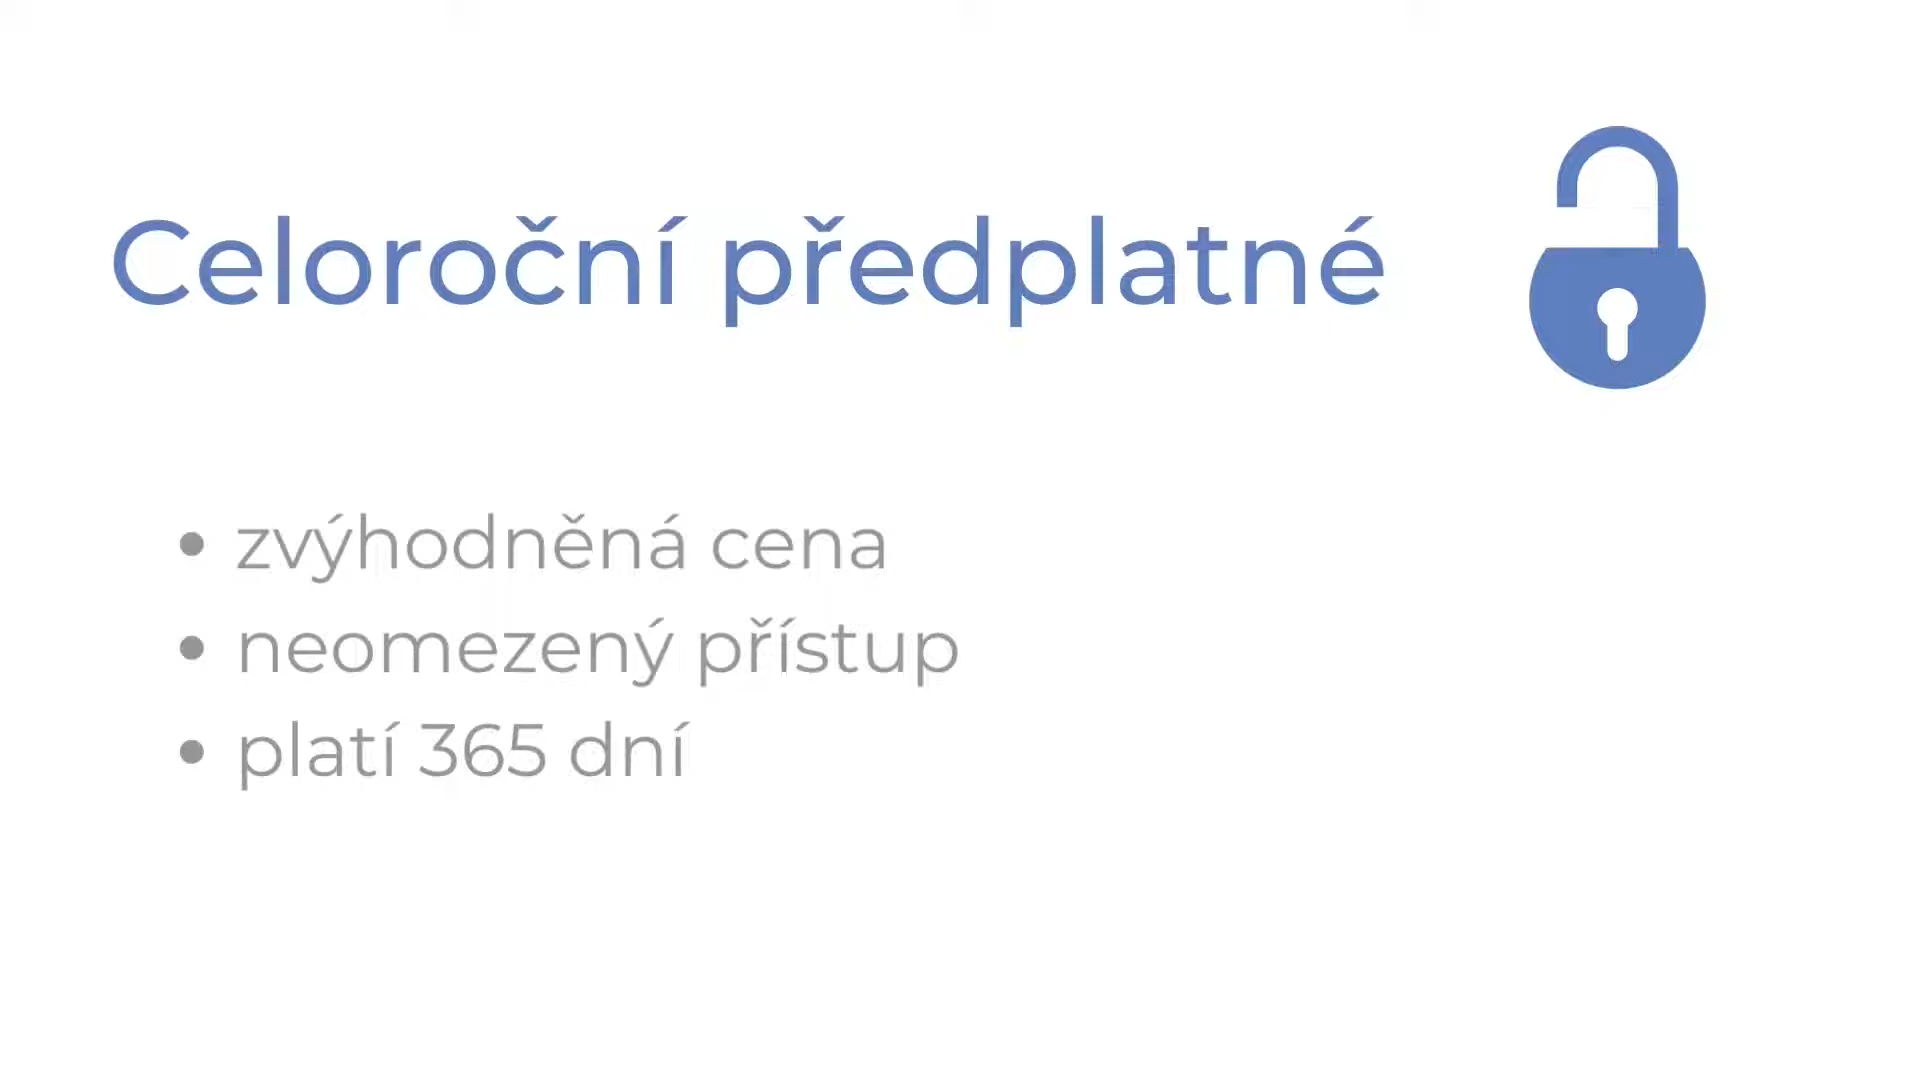 Celoroční předplatné
• zvýhodněná cena
• neomezený přístup
• platí 365 dní